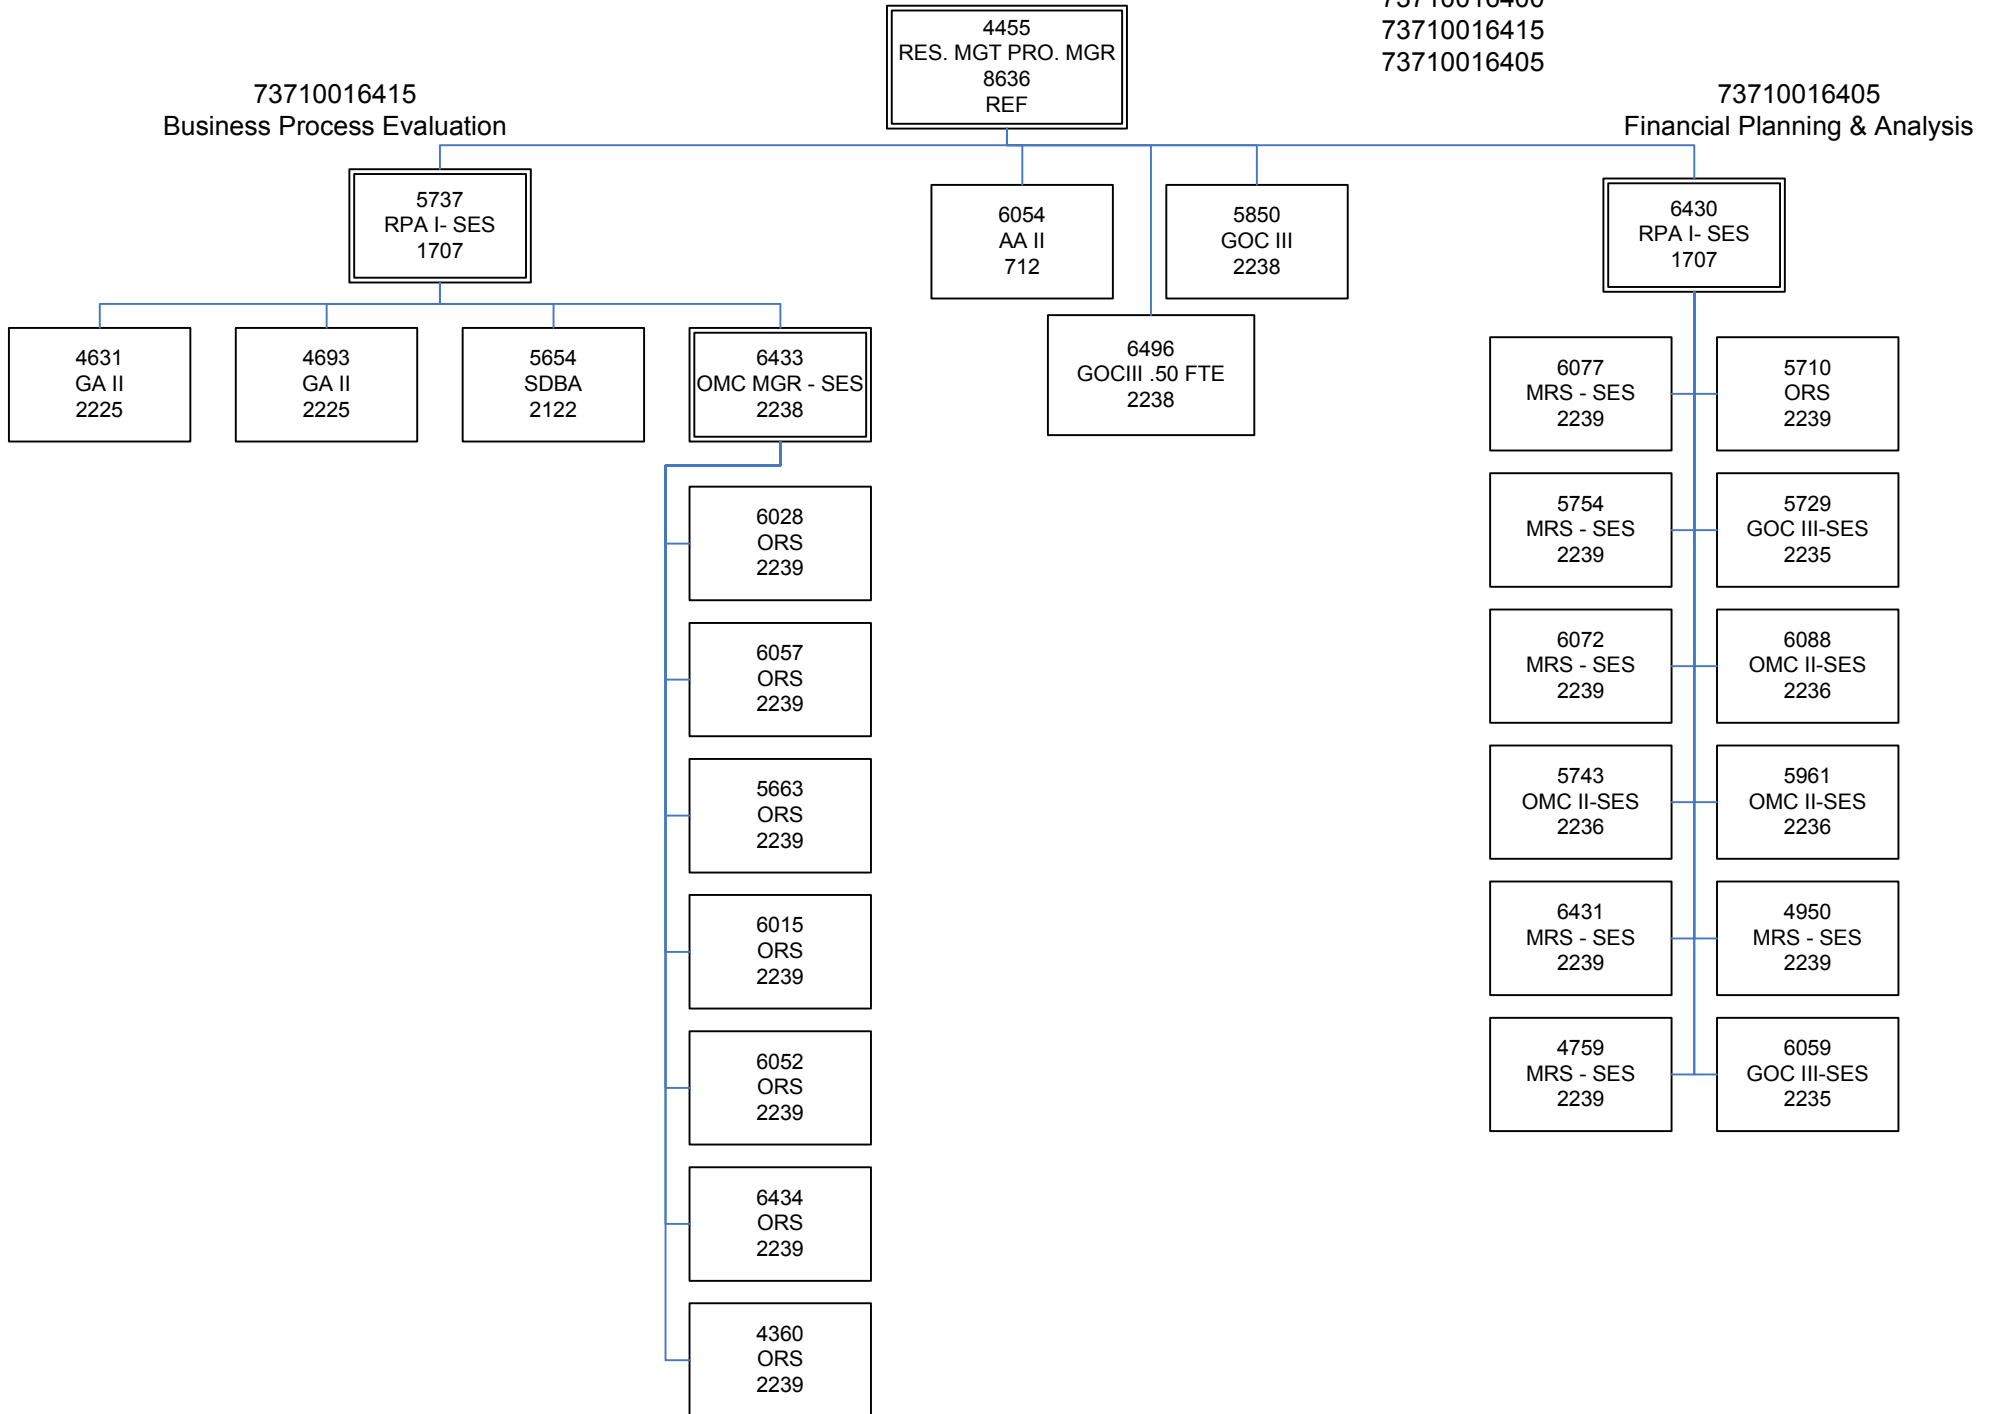 73710016400
73710016415
73710016405
4455
RES. MGT PRO. MGR
8636
REF
73710016415
Business Process Evaluation
73710016405
Financial Planning & Analysis
5737
RPA I- SES
1707
6054
AA II
712
5850
GOC III
2238
6430
RPA I- SES
1707
6496
GOCIII .50 FTE
2238
4631
GA II
2225
4693
GA II
2225
5654
SDBA
2122
6433
OMC MGR - SES
2238
6028
ORS
2239
6057
ORS
2239
5663
ORS
2239
6015
ORS
2239
6052
ORS
2239
6434
ORS
2239
4360
ORS
2239
6077
MRS - SES
2239
5710
ORS
2239
5754
MRS - SES
2239
5729
GOC III-SES
2235
6072
MRS - SES
2239
6088
OMC II-SES
2236
5743
OMC II-SES
2236
5961
OMC II-SES
2236
6431
MRS - SES
2239
4950
MRS - SES
2239
4759
MRS - SES
2239
6059
GOC III-SES
2235